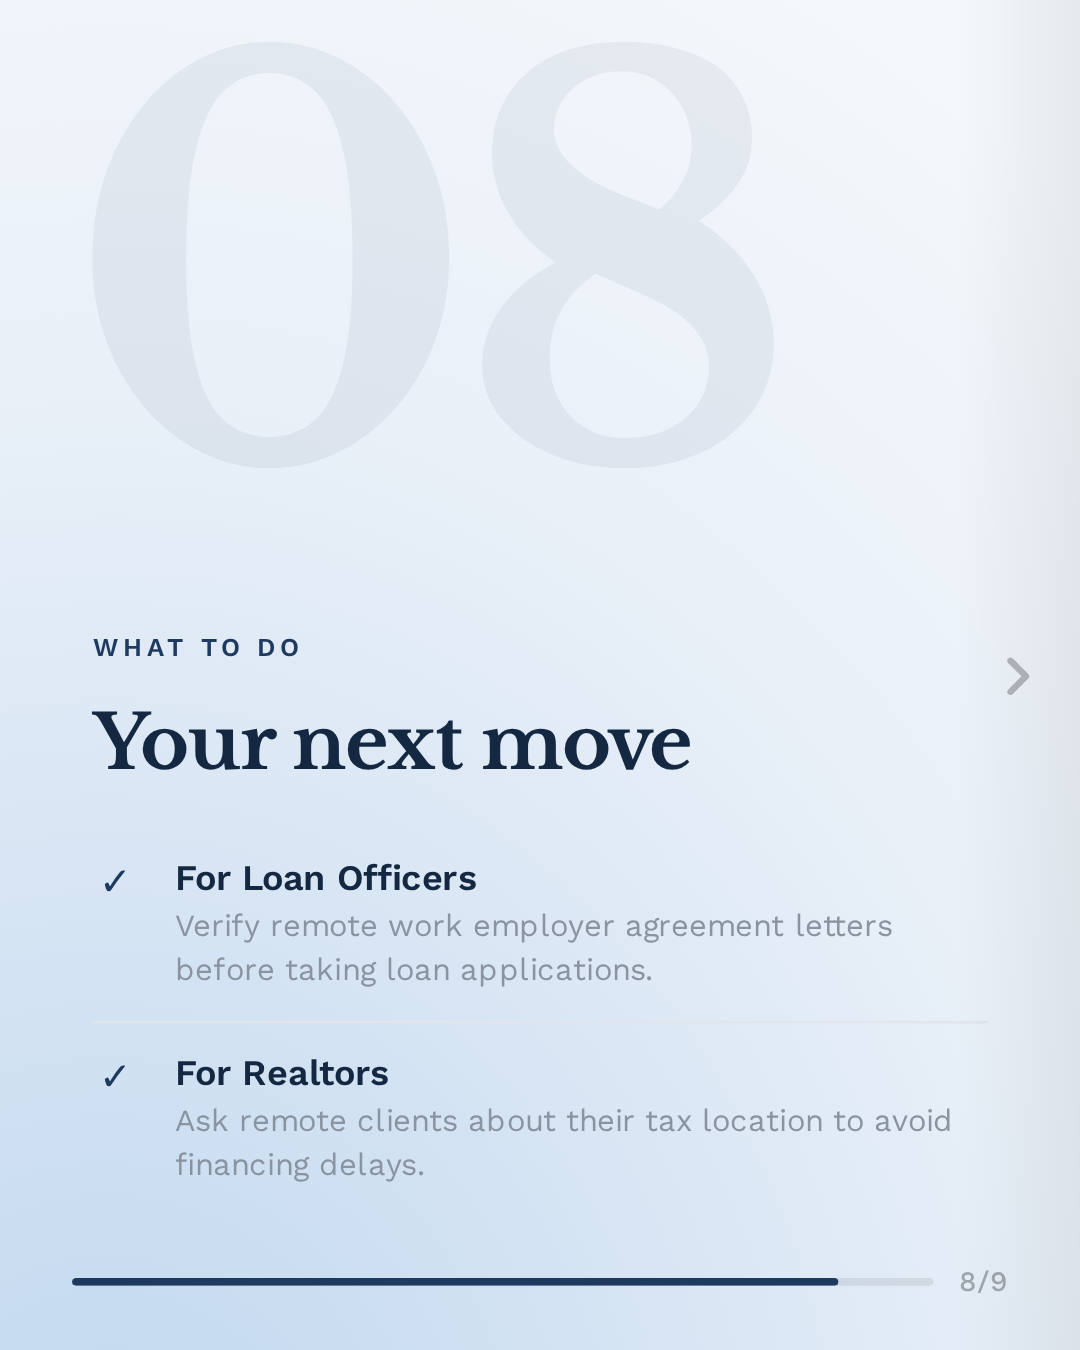 08
WHAT TO DO
Your next move
✓ For Loan Officers
Verify remote work employer agreement letters
before taking loan applications.
✓ For Realtors
Ask remote clients about their tax location to avoid
financing delays.
8/9